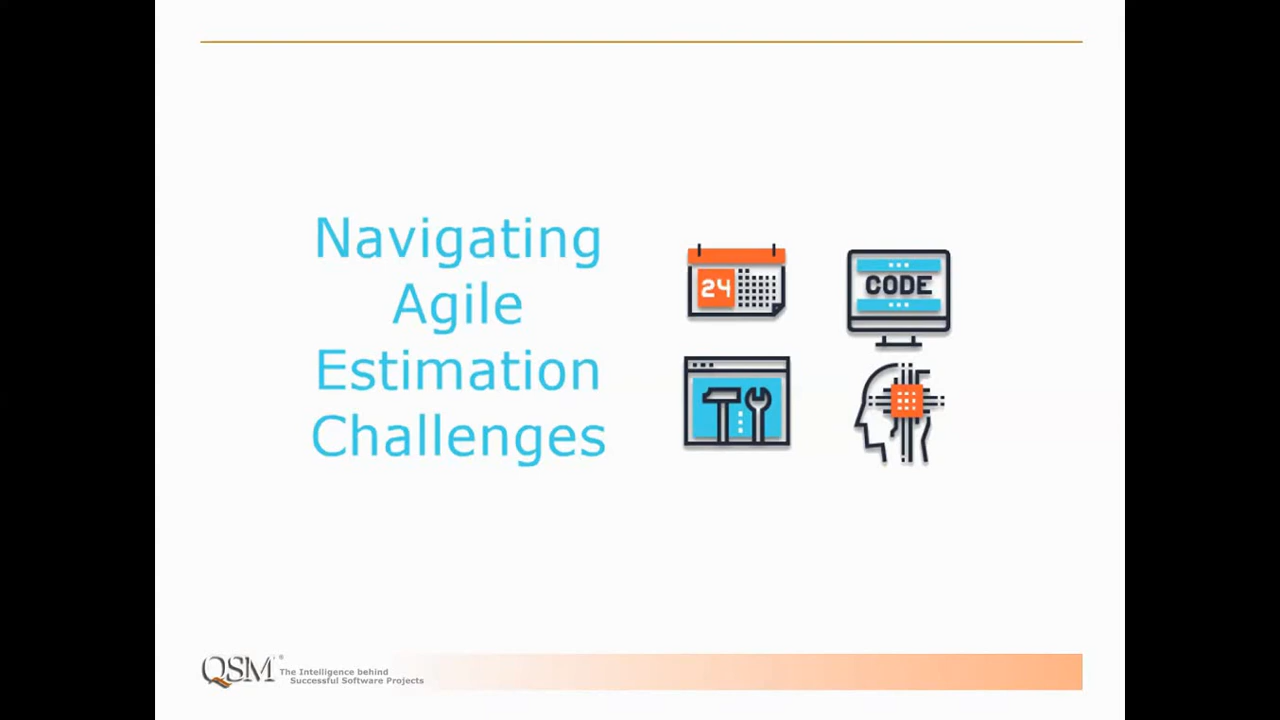 Navigating
Agile
Estimation
Challenges
24
CODE
QSM®
The Intelligence behind
Successful Software Projects